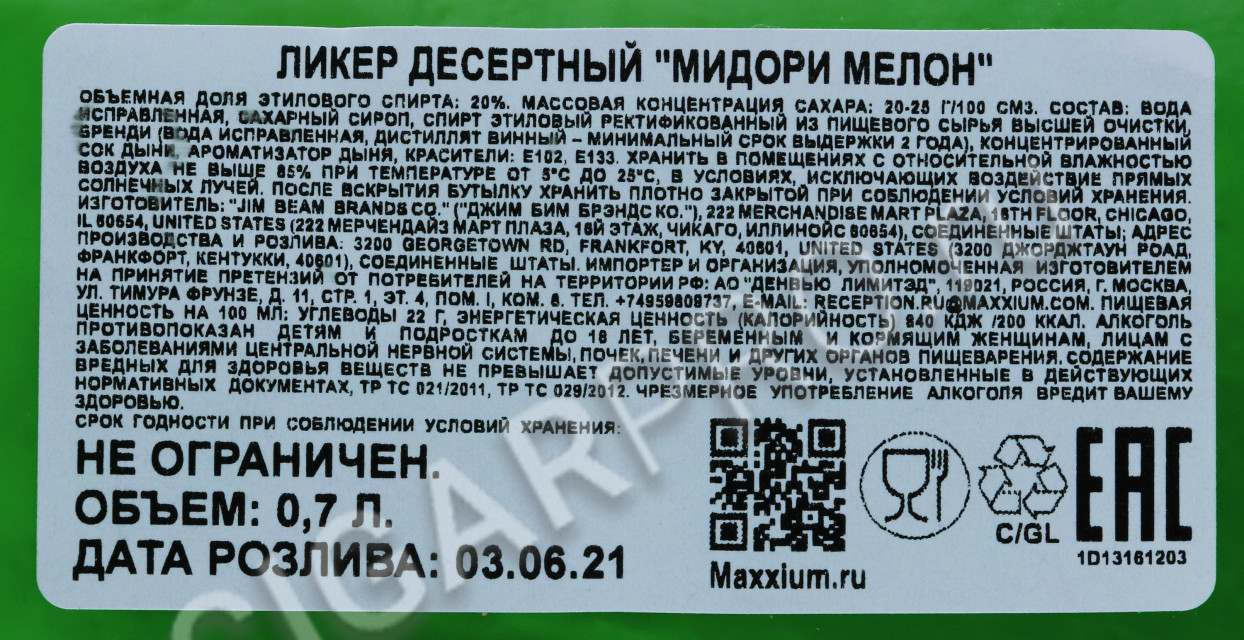 ЛИКЕР ДЕСЕРТНЫЙ "МИДОРИ МЕЛОН"
ОБЪЕМНАЯ ДОЛЯ ЭТИЛОВОГО СПИРТА: 20%. МАССОВАЯ КОНЦЕНТРАЦИЯ САХАРА: 20-25 Г/100 СМ3. СОСТАВ: ВОДА
ИСПРАВЛЕННАЯ, САХАРНЫЙ СИРОП, СПИРТ ЭТИЛОВЫЙ РЕКТИФИКОВАННЫЙ ИЗ ПИЩЕВОГО СЫРЬЯ ВЫСШЕЙ ОЧИСТКИ,
БРЕНДИ (ВОДА ИСПРАВЛЕННАЯ, ДИСТИЛЛЯТ ВИННЫЙ – МИНИМАЛЬНЫЙ СРОК ВЫДЕРЖКИ 2 ГОДА), КОНЦЕНТРИРОВАННЫЙ
СОК ДЫНИ, АРОМАТИЗАТОР ДЫНЯ, КРАСИТЕЛИ: Е102, Е133. ХРАНИТЬ В ПОМЕЩЕНИЯХ С ОТНОСИТЕЛЬНОЙ ВЛАЖНОСТЬЮ
ВОЗДУХА НЕ ВЫШЕ 85% ПРИ ТЕМПЕРАТУРЕ ОТ 5°С ДО 25°С, В УСЛОВИЯХ, ИСКЛЮЧАЮЩИХ ВОЗДЕЙСТВИЕ ПРЯМЫХ
СОЛНЕЧНЫХ ЛУЧЕЙ. ПОСЛЕ ВСКРЫТИЯ БУТЫЛКУ ХРАНИТЬ ПЛОТНО ЗАКРЫТОЙ ПРИ СОБЛЮДЕНИИ УСЛОВИЙ ХРАНЕНИЯ.
ИЗГОТОВИТЕЛЬ: "JIM BEAM BRANDS CO." ("ДЖИМ БИМ БРЭНДС КО."), 222 MERCHANDISE MART PLAZA, 16TH FLOOR, CHICAGO,
IL 60654, UNITED STATES (222 МЕРЧЕНДАЙЗ МАРТ ПЛАЗА, 16Й ЭТАЖ, ЧИКАГО, ИЛЛИНОЙС 60654), СОЕДИНЕННЫЕ ШТАТЫ; АДРЕС
ПРОИЗВОДСТВА И РОЗЛИВА: 3200 GEORGETOWN RD, FRANKFORT, KY, 40601, UNITED STATES (3200 ДЖОРДЖТАУН РОАД,
ФРАНКФОРТ, КЕНТУККИ, 40601), СОЕДИНЕННЫЕ ШТАТЫ. ИМПОРТЕР И ОРГАНИЗАЦИЯ, УПОЛНОМОЧЕННАЯ ИЗГОТОВИТЕЛЕМ
НА ПРИНЯТИЕ ПРЕТЕНЗИЙ ОТ ПОТРЕБИТЕЛЕЙ НА ТЕРРИТОРИИ РФ: АО "ДЕНВЬЮ ЛИМИТЭД", 119021, РОССИЯ, Г. МОСКВА,
УЛ. ТИМУРА ФРУНЗЕ, Д. 11, СТР. 1, ЭТ. 4, ПОМ. I, КОМ. 6. ТЕЛ. +74959809737, E-MAIL: RECEPTION.RU@MAXXIUM.COM. ПИЩЕВАЯ
ЦЕННОСТЬ НА 100 МЛ: УГЛЕВОДЫ 22 Г, ЭНЕРГЕТИЧЕСКАЯ ЦЕННОСТЬ (КАЛОРИЙНОСТЬ) 840 КДЖ /200 ККАЛ. АЛКОГОЛЬ
ПРОТИВОПОКАЗАН ДЕТЯМ И ПОДРОСТКАМ ДО 18 ЛЕТ, БЕРЕМЕННЫМ И КОРМЯЩИМ ЖЕНЩИНАМ, ЛИЦАМ С
ЗАБОЛЕВАНИЯМИ ЦЕНТРАЛЬНОЙ НЕРВНОЙ СИСТЕМЫ, ПОЧЕК, ПЕЧЕНИ И ДРУГИХ ОРГАНОВ ПИЩЕВАРЕНИЯ. СОДЕРЖАНИЕ
ВРЕДНЫХ ДЛЯ ЗДОРОВЬЯ ВЕЩЕСТВ НЕ ПРЕВЫШАЕТ ДОПУСТИМЫЕ УРОВНИ, УСТАНОВЛЕННЫЕ В ДЕЙСТВУЮЩИХ
НОРМАТИВНЫХ ДОКУМЕНТАХ, ТР ТС 021/2011, ТР ТС 029/2012. ЧРЕЗМЕРНОЕ УПОТРЕБЛЕНИЕ АЛКОГОЛЯ ВРЕДИТ ВАШЕМУ
ЗДОРОВЬЮ.
СРОК ГОДНОСТИ ПРИ СОБЛЮДЕНИИ УСЛОВИЙ ХРАНЕНИЯ:
НЕ ОГРАНИЧЕН.
ОБЪЕМ: 0,7 Л.
ДАТА РОЗЛИВА: 03.06.21
Maxxium.ru
C/GL
EAC
1D13161203
CIGARPRO.RU